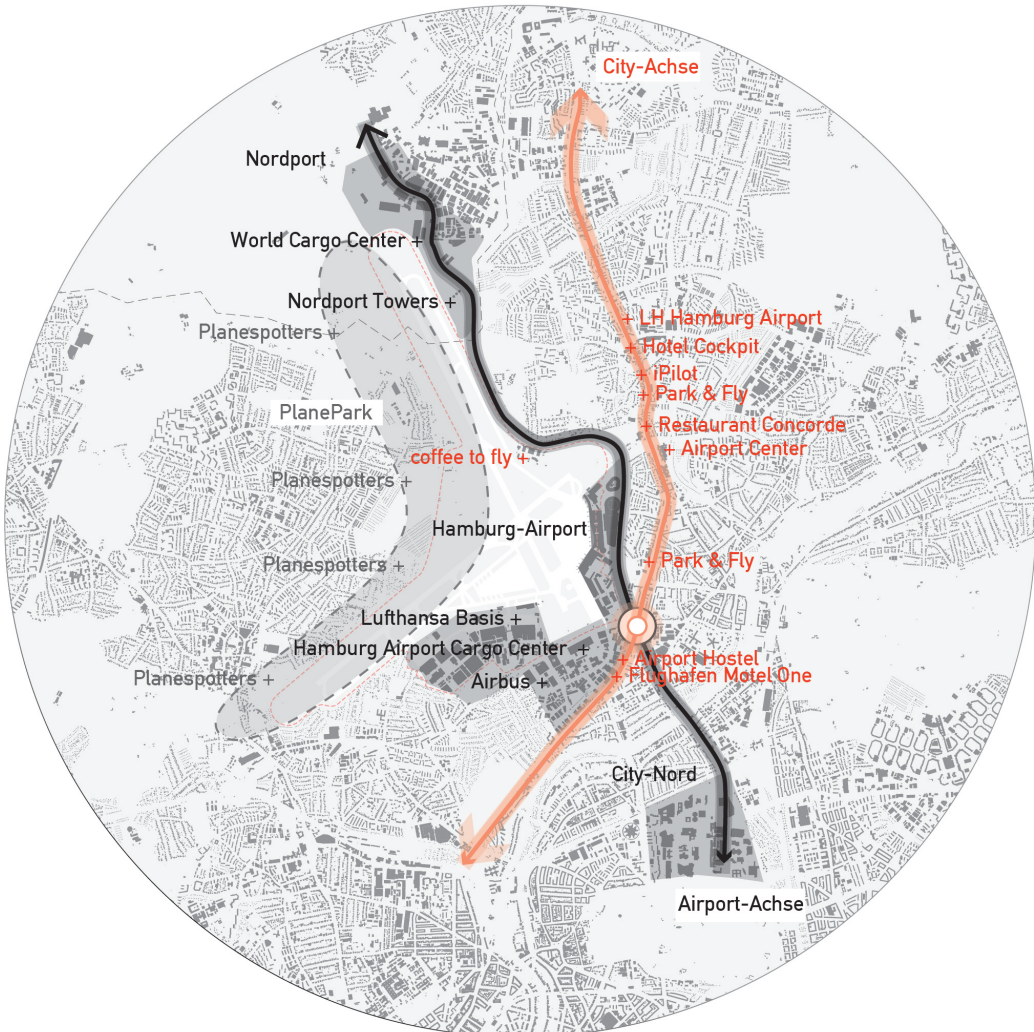 City-Achse
Nordport
World Cargo Center
Nordport Towers
Planespotters
LH Hamburg Airport
Hotel Cockpit
iPilot
Park & Fly
PlanePark
Restaurant Concorde
Airport Center
coffee to fly
Planespotters
Hamburg-Airport
Park & Fly
Planespotters
Lufthansa Basis
Hamburg Airport Cargo Center
Airport Hostel
Flughafen Motel One
Planespotters
Airbus
City-Nord
Airport-Achse